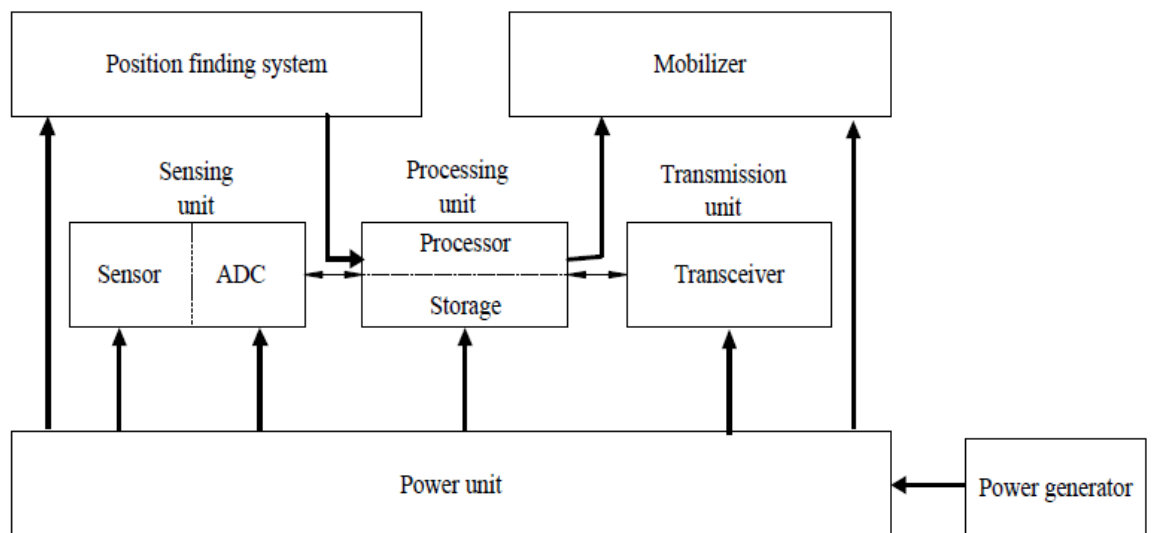 Position finding system
Mobilizer
Sensing
unit
Processing
unit
Transmission
unit
Sensor
ADC
Processor
Storage
Transceiver
Power unit
Power generator